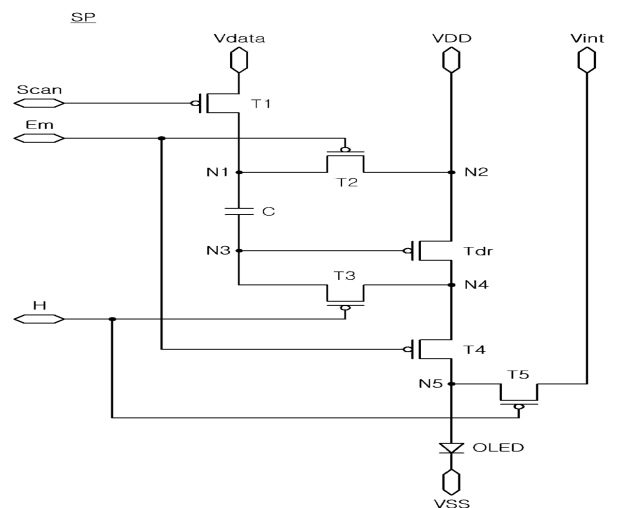 SP
Vdata
VDD
Vint
Scan
T1
Em
N1
T2
N2
C
N3
Tdr
T3
N4
H
T4
T5
N5
OLED
VSS